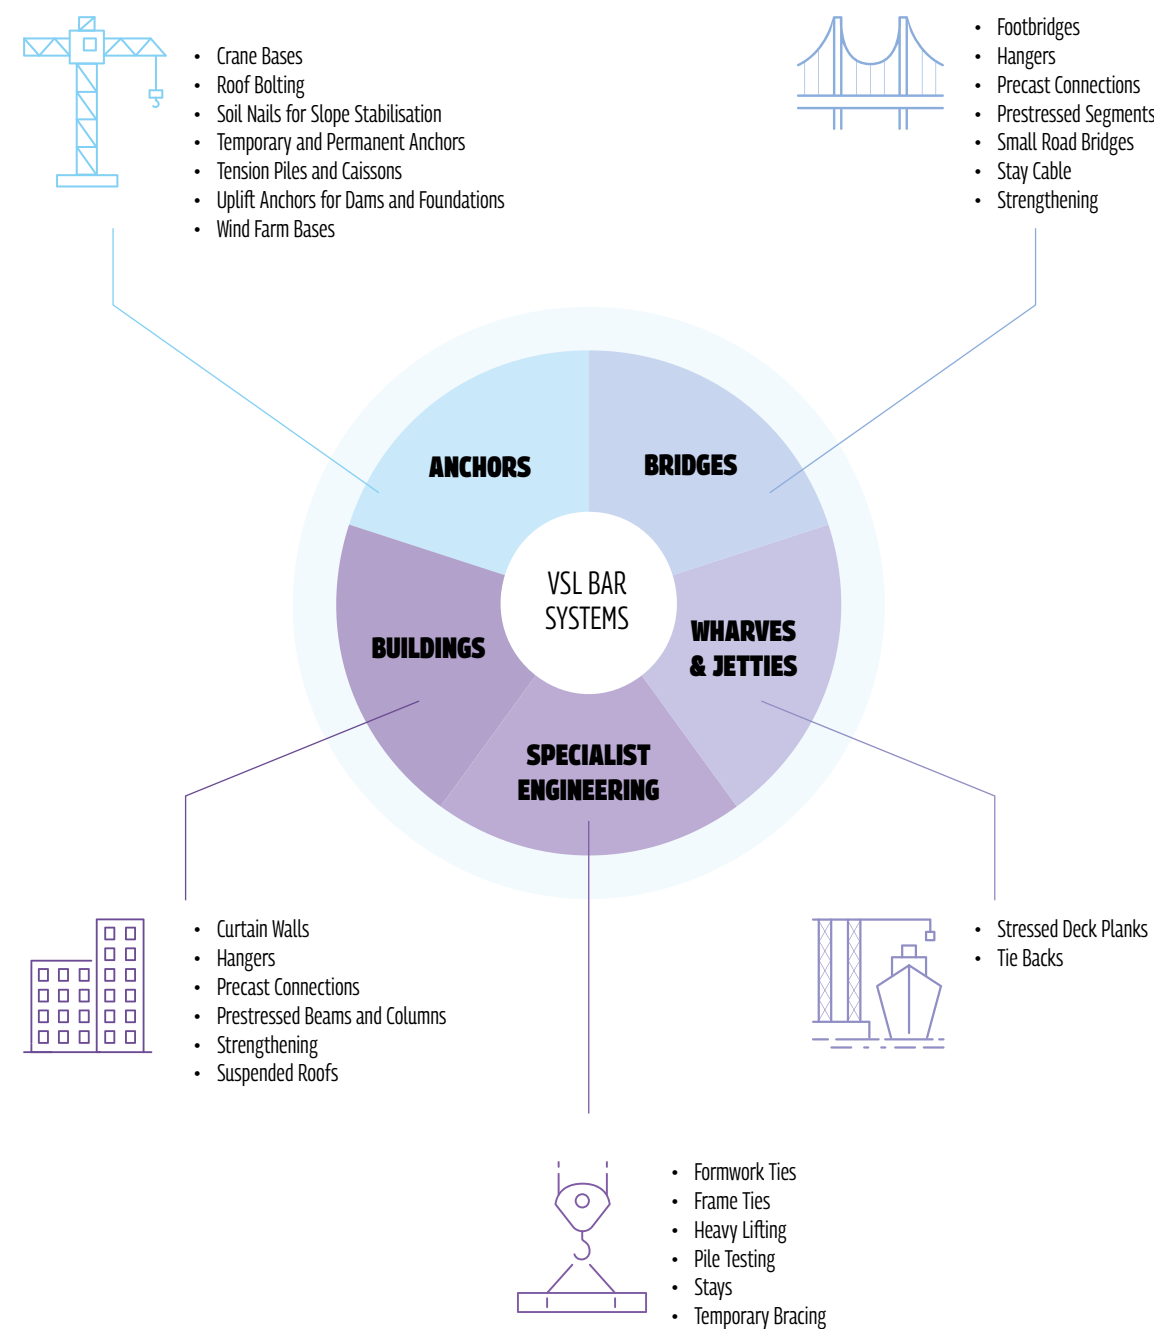 • Crane Bases
• Roof Bolting
• Soil Nails for Slope Stabilisation
• Temporary and Permanent Anchors
• Tension Piles and Caissons
• Uplift Anchors for Dams and Foundations
• Wind Farm Bases
• Footbridges
• Hangers
• Precast Connections
• Prestressed Segments
• Small Road Bridges
• Stay Cable
• Strengthening
ANCHORS
BRIDGES
VSL BAR
SYSTEMS
BUILDINGS
WHARVES
& JETTIES
SPECIALIST
ENGINEERING
• Curtain Walls
• Hangers
• Precast Connections
• Prestressed Beams and Columns
• Strengthening
• Suspended Roofs
• Stressed Deck Planks
• Tie Backs
• Formwork Ties
• Frame Ties
• Heavy Lifting
• Pile Testing
• Stays
• Temporary Bracing